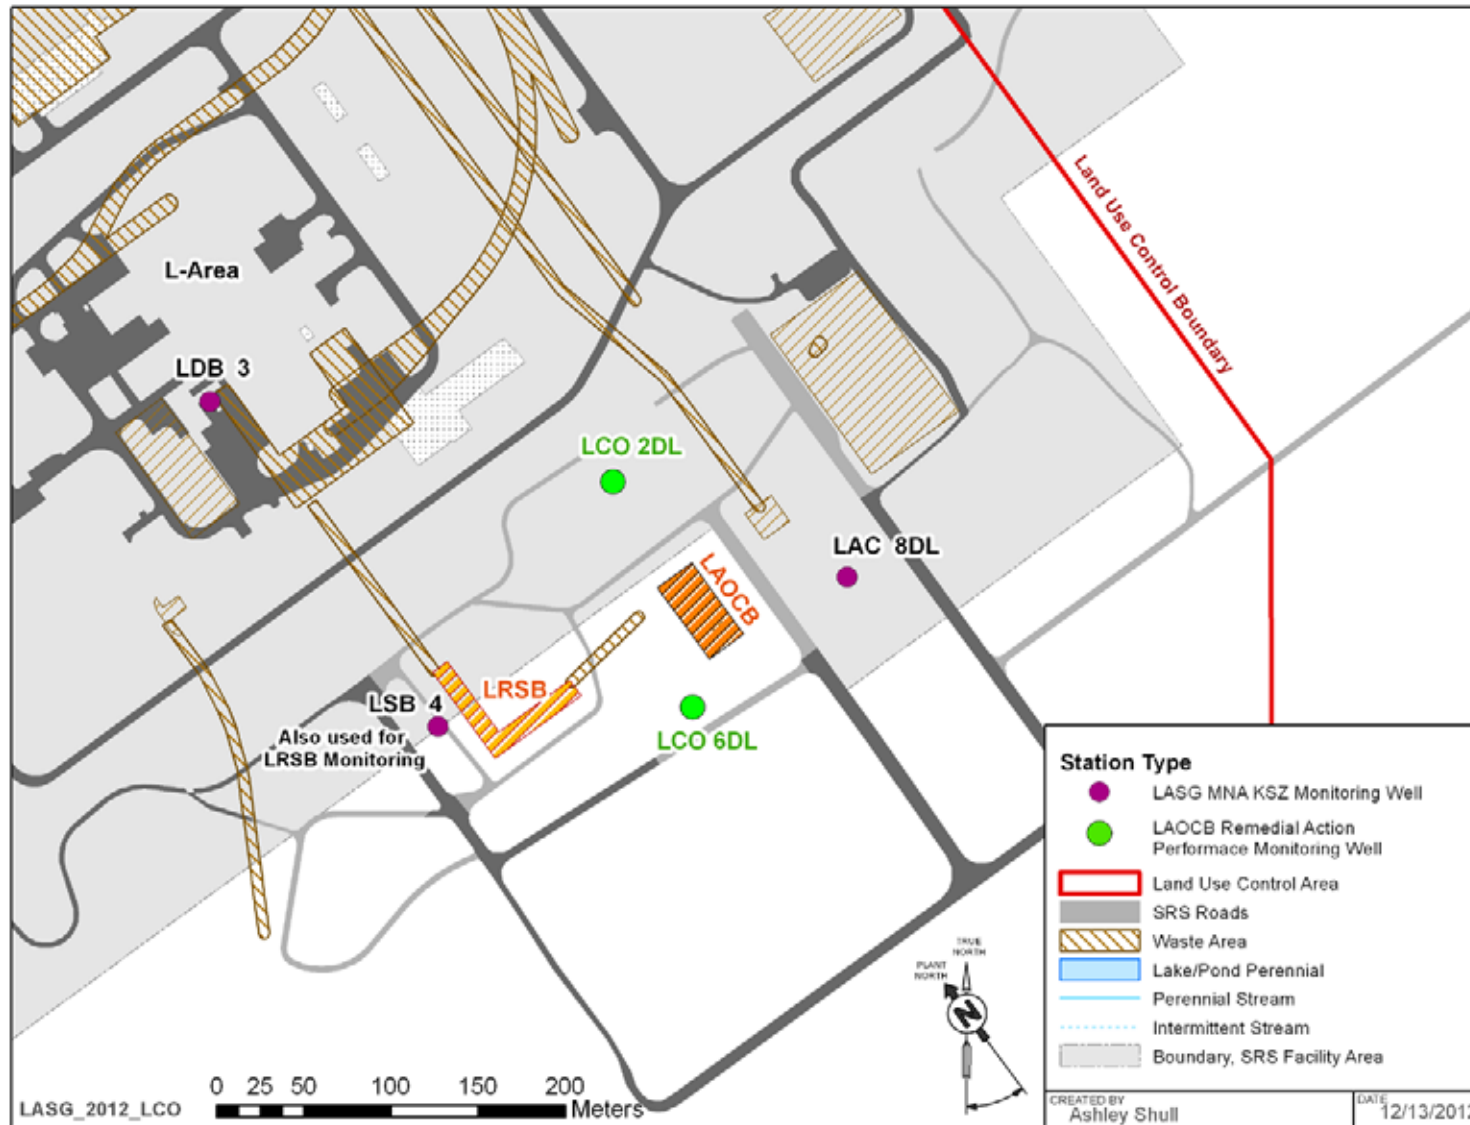 Land Use Control Boundary
L-Area
LDB 3
LCO 2DL
LAC 8DL
LAOCB
LRSB
LSB 4
Also used for
LRSB Monitoring
LCO 6DL
Station Type
LASG MNA KSZ Monitoring Well
LAOCB Remedial Action
Performace Monitoring Well
Land Use Control Area
SRS Roads
Waste Area
Lake/Pond Perennial
Perennial Stream
Intermittent Stream
Boundary, SRS Facility Area
TRUE
NORTH
PLANT
NORTH
N
0 25 50 100 150 200
Meters
LASG_2012_LCO
CREATED BY
Ashley Shull
DATE
12/13/2012